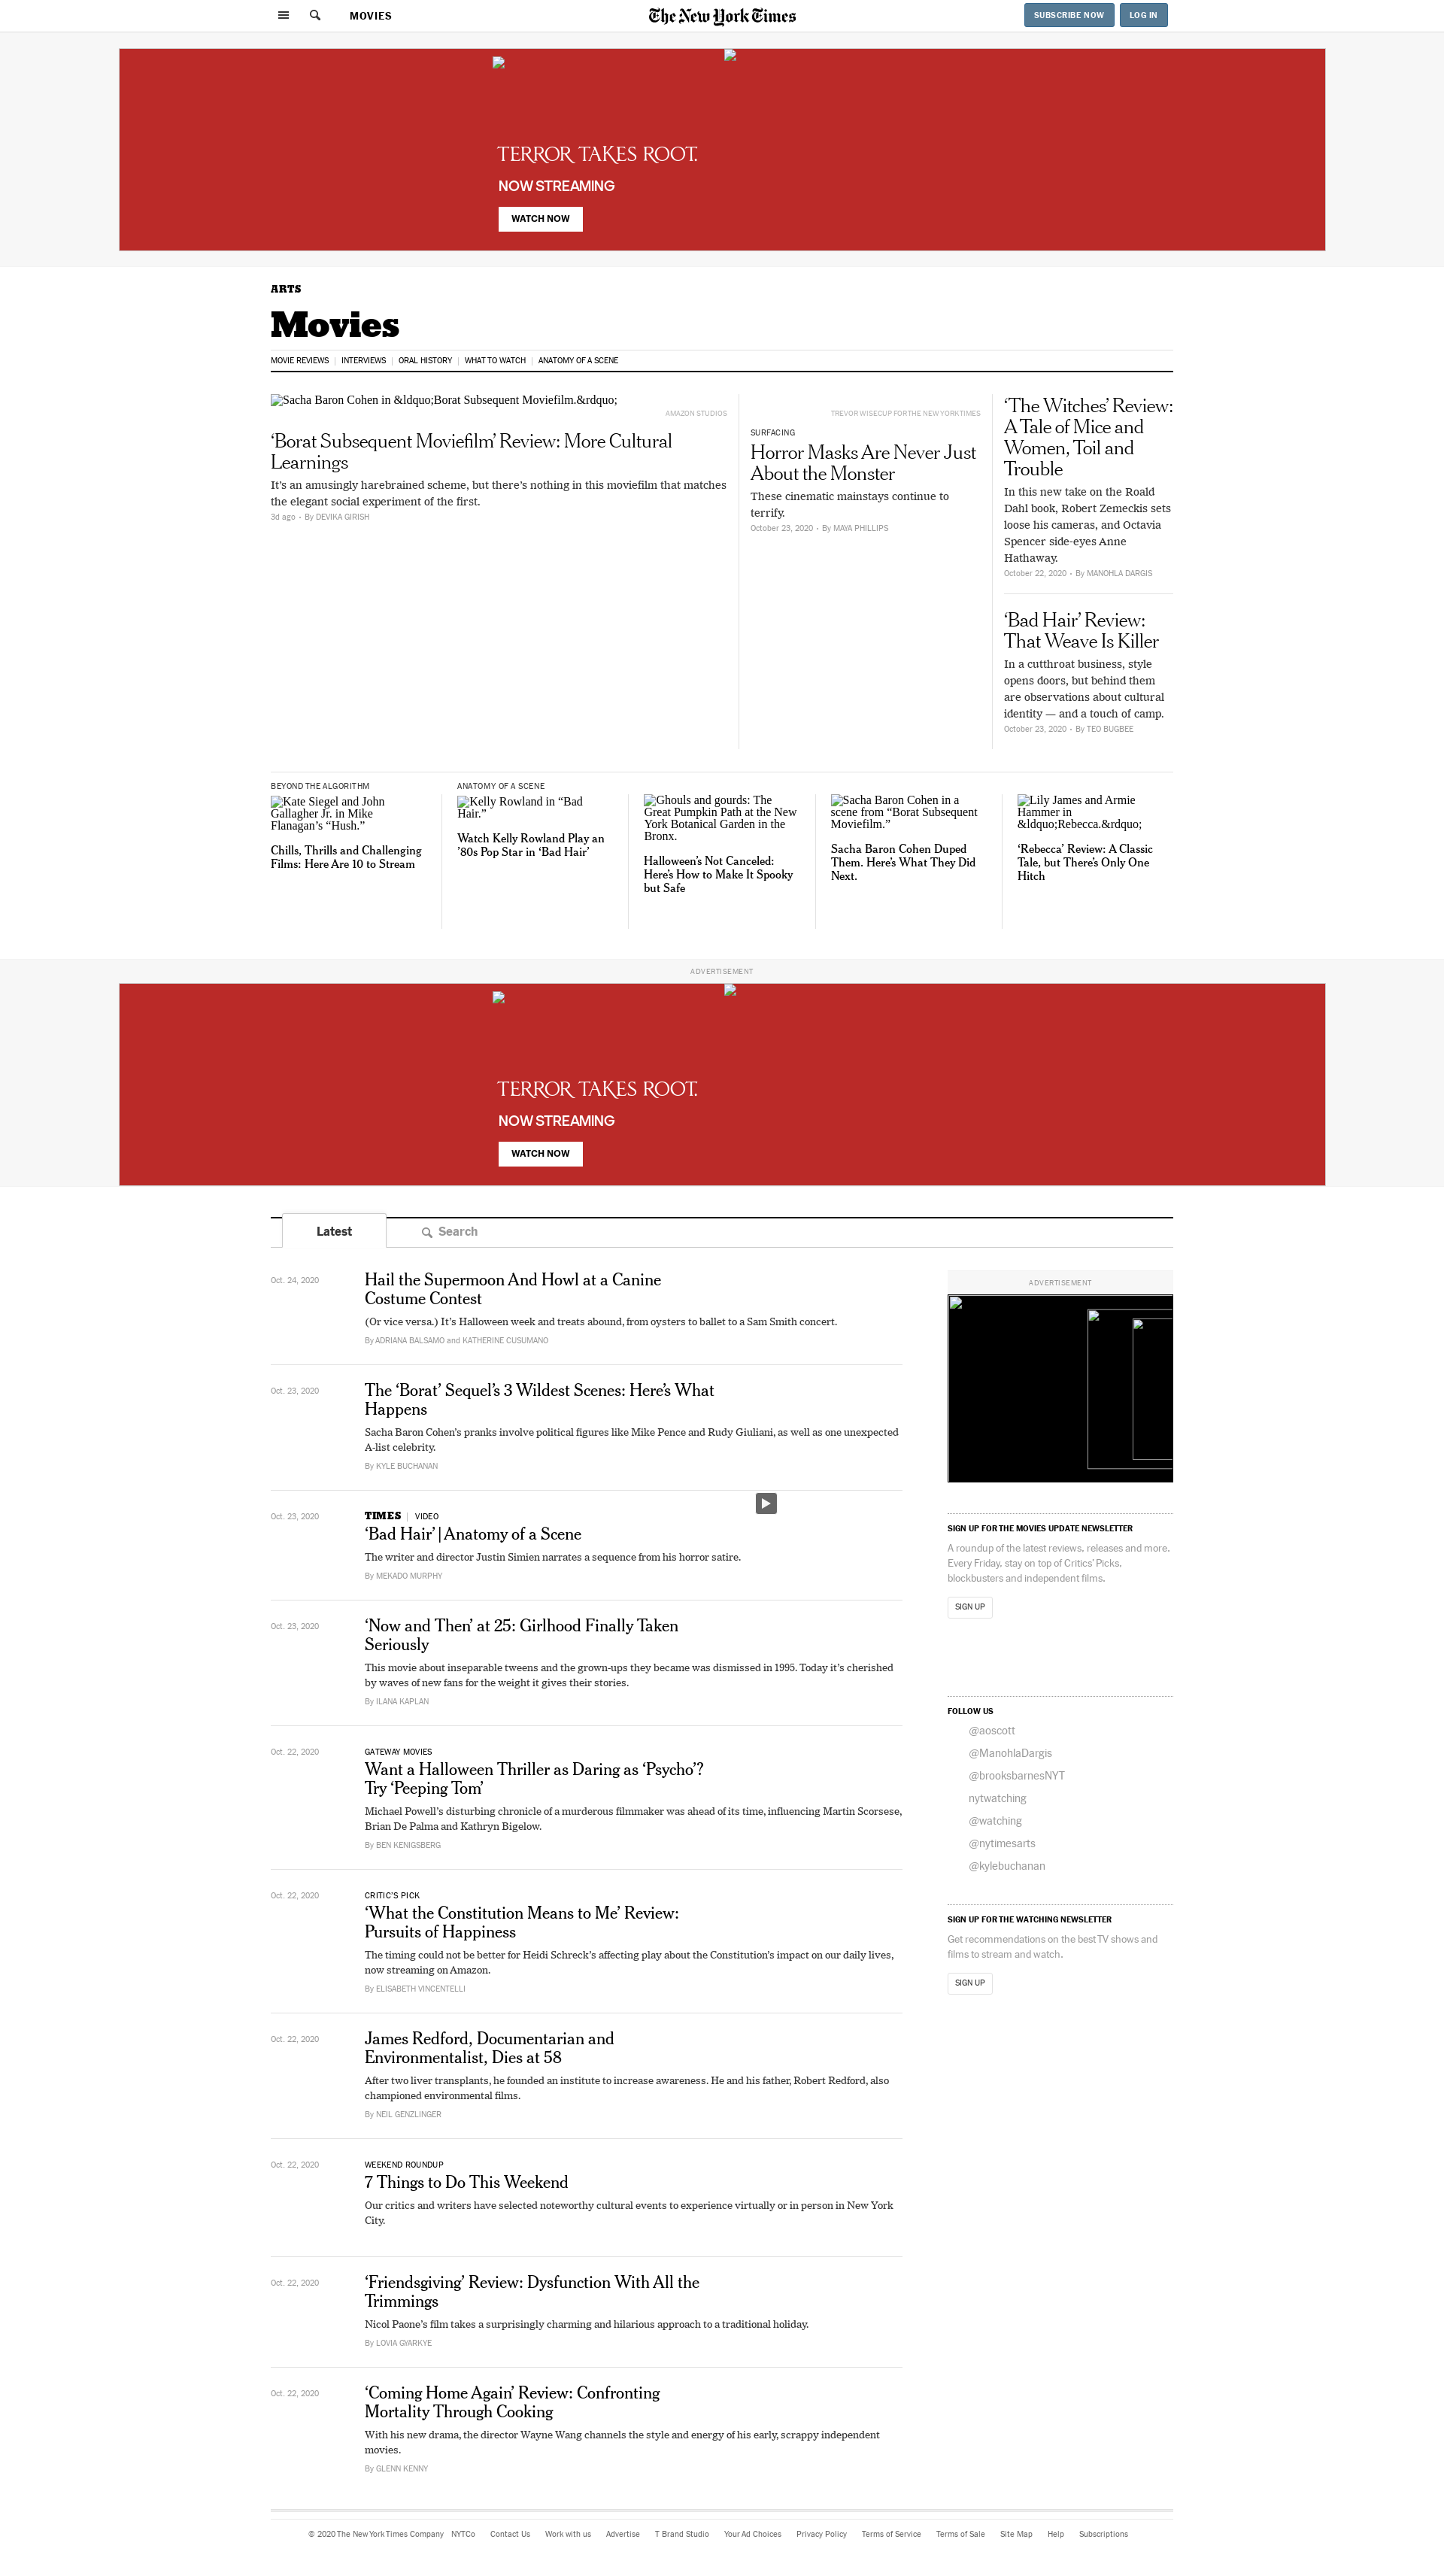 MOVIES
The New York Times
SUBSCRIBE NOW
LOG IN
TERROR TAKES ROOT.
NOW STREAMING
WATCH NOW
ARTS
Movies
MOVIE REVIEWS
INTERVIEWS
ORAL HISTORY
WHAT TO WATCH
ANATOMY OF A SCENE
Sacha Baron Cohen in &ldquo;Borat Subsequent Moviefilm.&rdquo;
AMAZON STUDIOS
‘Borat Subsequent Moviefilm’ Review: More Cultural
Learnings
It’s an amusingly harebrained scheme, but there’s nothing in this moviefilm that matches
the elegant social experiment of the first.
3d ago • By DEVIKA GIRISH
TREVOR WISECUP FOR THE NEW YORK TIMES
SURFACING
Horror Masks Are Never Just
About the Monster
These cinematic mainstays continue to
terrify.
October 23, 2020 • By MAYA PHILLIPS
‘The Witches’ Review:
A Tale of Mice and
Women, Toil and
Trouble
In this new take on the Roald
Dahl book, Robert Zemeckis sets
loose his cameras, and Octavia
Spencer side-eyes Anne
Hathaway.
October 22, 2020 • By MANOHLA DARGIS
‘Bad Hair’ Review:
That Weave Is Killer
In a cutthroat business, style
opens doors, but behind them
are observations about cultural
identity — and a touch of camp.
October 23, 2020 • By TEO BUGBEE
BEYOND THE ALGORITHM
Kate Siegel and John
Gallagher Jr. in Mike
Flanagan’s “Hush.”
Chills, Thrills and Challenging
Films: Here Are 10 to Stream
ANATOMY OF A SCENE
Kelly Rowland in “Bad
Hair.”
Watch Kelly Rowland Play an
’80s Pop Star in ‘Bad Hair’
Ghouls and gourds: The
Great Pumpkin Path at the New
York Botanical Garden in the
Bronx.
Halloween’s Not Canceled:
Here’s How to Make It Spooky
but Safe
Sacha Baron Cohen in a
scene from “Borat Subsequent
Moviefilm.”
Sacha Baron Cohen Duped
Them. Here’s What They Did
Next.
Lily James and Armie
Hammer in
&ldquo;Rebecca.&rdquo;
‘Rebecca’ Review: A Classic
Tale, but There’s Only One
Hitch
ADVERTISEMENT
TERROR TAKES ROOT.
NOW STREAMING
WATCH NOW
Latest
Search
Oct. 24, 2020
Hail the Supermoon And Howl at a Canine
Costume Contest
(Or vice versa.) It’s Halloween week and treats abound, from oysters to ballet to a Sam Smith concert.
By ADRIANA BALSAMO and KATHERINE CUSUMANO
Oct. 23, 2020
The ‘Borat’ Sequel’s 3 Wildest Scenes: Here’s What
Happens
Sacha Baron Cohen’s pranks involve political figures like Mike Pence and Rudy Giuliani, as well as one unexpected
A-list celebrity.
By KYLE BUCHANAN
Oct. 23, 2020
TIMES | VIDEO
‘Bad Hair’ | Anatomy of a Scene
The writer and director Justin Simien narrates a sequence from his horror satire.
By MEKADO MURPHY
Oct. 23, 2020
‘Now and Then’ at 25: Girlhood Finally Taken
Seriously
This movie about inseparable tweens and the grown-ups they became was dismissed in 1995. Today it’s cherished
by waves of new fans for the weight it gives their stories.
By ILANA KAPLAN
Oct. 22, 2020
GATEWAY MOVIES
Want a Halloween Thriller as Daring as ‘Psycho’?
Try ‘Peeping Tom’
Michael Powell’s disturbing chronicle of a murderous filmmaker was ahead of its time, influencing Martin Scorsese,
Brian De Palma and Kathryn Bigelow.
By BEN KENIGSBERG
Oct. 22, 2020
CRITIC’S PICK
‘What the Constitution Means to Me’ Review:
Pursuits of Happiness
The timing could not be better for Heidi Schreck’s affecting play about the Constitution’s impact on our daily lives,
now streaming on Amazon.
By ELISABETH VINCENTELLI
Oct. 22, 2020
James Redford, Documentarian and
Environmentalist, Dies at 58
After two liver transplants, he founded an institute to increase awareness. He and his father, Robert Redford, also
championed environmental films.
By NEIL GENZLINGER
Oct. 22, 2020
WEEKEND ROUNDUP
7 Things to Do This Weekend
Our critics and writers have selected noteworthy cultural events to experience virtually or in person in New York
City.
Oct. 22, 2020
‘Friendsgiving’ Review: Dysfunction With All the
Trimmings
Nicol Paone’s film takes a surprisingly charming and hilarious approach to a traditional holiday.
By LOVIA GYARKYE
Oct. 22, 2020
‘Coming Home Again’ Review: Confronting
Mortality Through Cooking
With his new drama, the director Wayne Wang channels the style and energy of his early, scrappy independent
movies.
By GLENN KENNY
ADVERTISEMENT
SIGN UP FOR THE MOVIES UPDATE NEWSLETTER
A roundup of the latest reviews, releases and more.
Every Friday, stay on top of Critics’ Picks,
blockbusters and independent films.
SIGN UP
FOLLOW US
@aoscott
@ManohlaDargis
@brooksbarnesNYT
nytwatching
@watching
@nytimesarts
@kylebuchanan
SIGN UP FOR THE WATCHING NEWSLETTER
Get recommendations on the best TV shows and
films to stream and watch.
SIGN UP
© 2020 The New York Times Company NYTCo Contact Us Work with us Advertise T Brand Studio Your Ad Choices Privacy Policy Terms of Service Terms of Sale Site Map Help Subscriptions